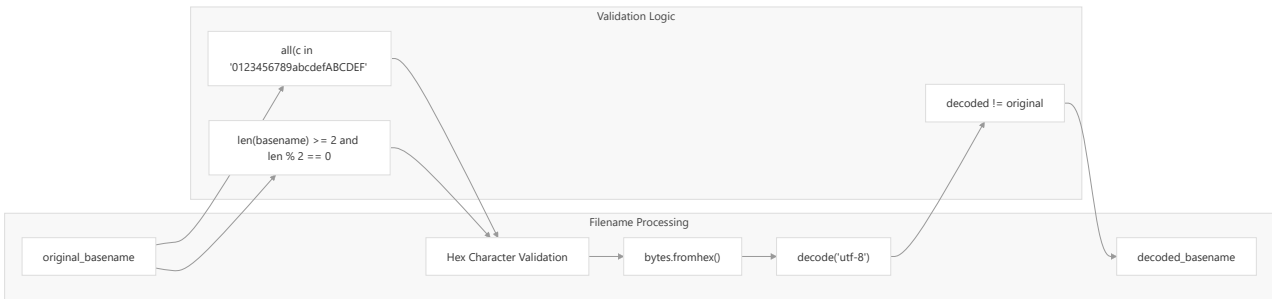 Validation Logic
all(c in
'0123456789abcdefABCDEF'
len(basename) >= 2 and
len % 2 == 0
decoded != original
Filename Processing
original_basename
Hex Character Validation
bytes.fromhex()
decode('utf-8')
decoded_basename